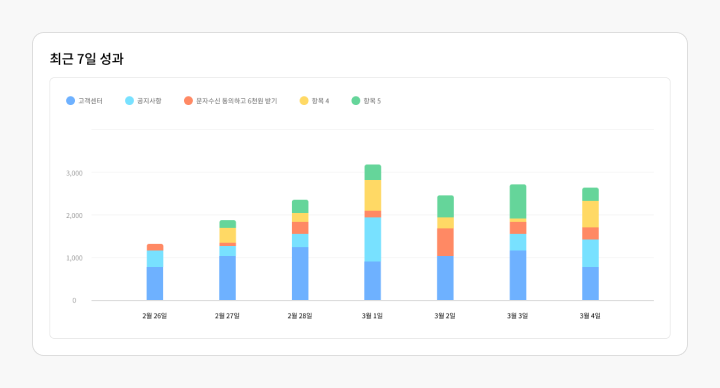 최근 7일 성과
고객센터 공지사항 문자수신 동의하고 6천원 받기 항목 4 항목 5
3,000
2,000
1,000
0
2월 26일 2월 27일 2월 28일 3월 1일 3월 2일 3월 3일 3월 4일